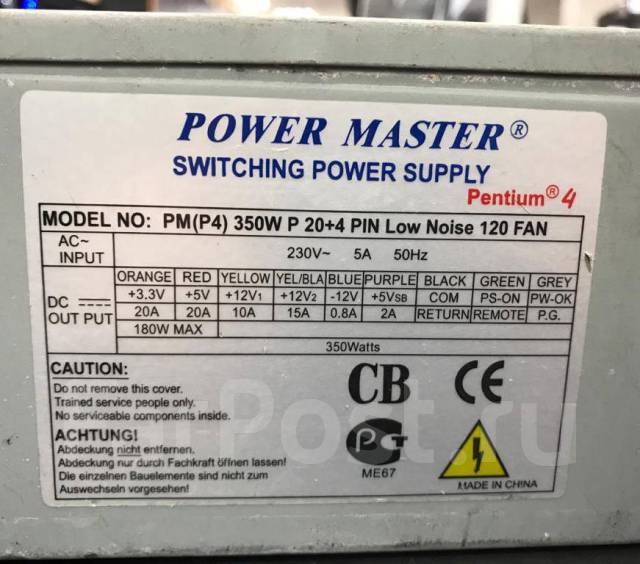 POWER MASTER®
SWITCHING POWER SUPPLY
Pentium® 4
MODEL NO: PM(P4) 350W P 20+4 PIN Low Noise 120 FAN
AC~ INPUT 230V~ 5A 50Hz
ORANGE RED YELLOW YEL/BLA BLUE PURPLE BLACK GREEN GREY
DC OUT PUT +3.3V +5V +12V1 +12V2 -12V +5VSB COM PS-ON PW-OK
20A 20A 10A 15A 0.8A 2A RETURN REMOTE P.G.
180W MAX
350Watts
CAUTION:
Do not remove this cover.
Trained service people only.
No serviceable components inside.
ACHTUNG!
Abdeckung nicht entfernen.
Abdeckung nur durch Fachkraft öffnen lassen!
Die einzelnen Bauelemente sind nicht zum
Auswechseln vorgesehen!
CB CE
PCT
ME67
MADE IN CHINA
Post.ru